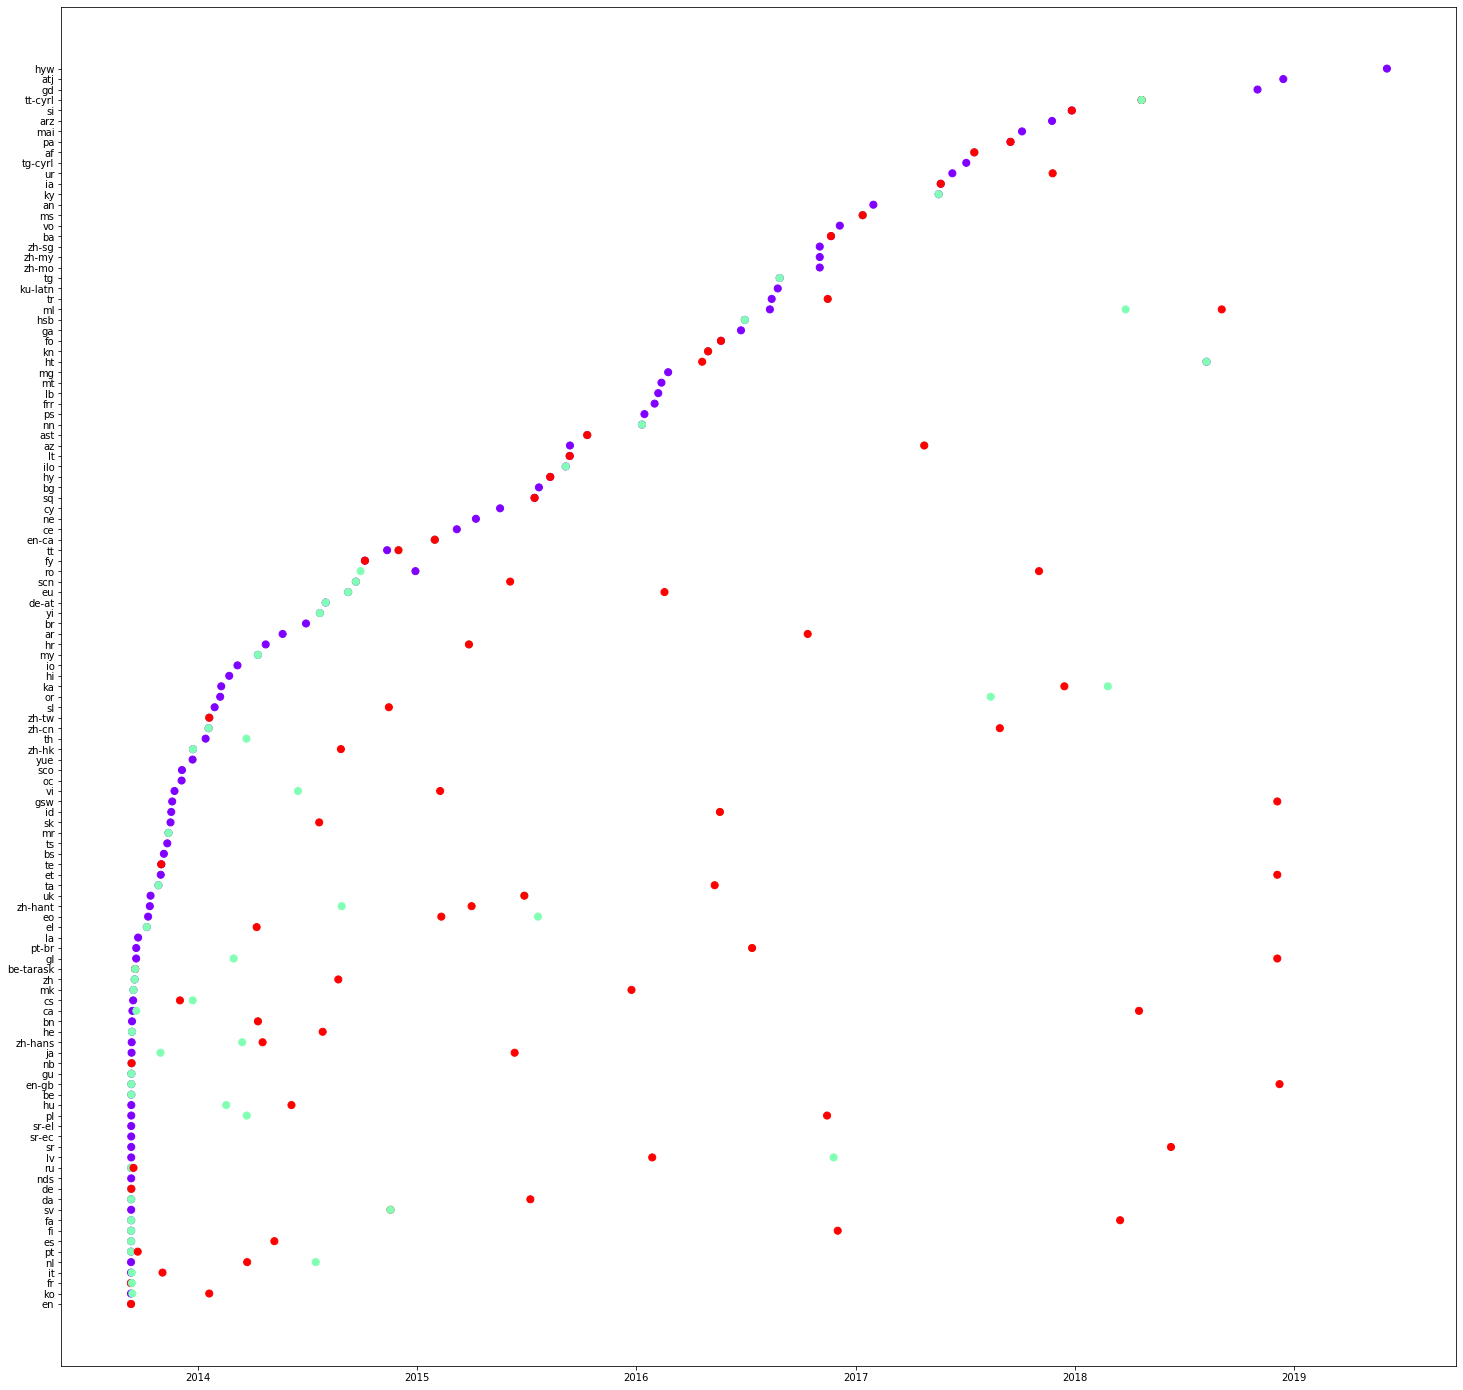 hyw
atj
gd
tt-cyrl
si
arz
mai
pa
af
tg-cyrl
ur
ia
ky
an
ms
vo
ba
zh-sg
zh-my
zh-mo
tg
ku-latn
tr
ml
hsb
ga
fo
kn
ht
mg
mt
lb
frr
ps
nn
ast
az
lt
ilo
hy
bg
sq
cy
ne
ce
en-ca
tt
fy
ro
scn
eu
de-at
yi
br
ar
hr
my
io
hi
ka
or
sl
zh-tw
zh-cn
th
zh-hk
yue
sco
oc
vi
gsw
id
sk
mr
ts
bs
te
et
ta
uk
zh-hant
eo
el
la
pt-br
gl
be-tarask
zh
mk
cs
ca
bn
he
zh-hans
ja
nb
gu
en-gb
be
hu
pl
sr-el
sr-ec
sr
lv
ru
nds
de
da
sv
fa
fi
es
pt
nl
it
fr
ko
en
2014 2015 2016 2017 2018 2019